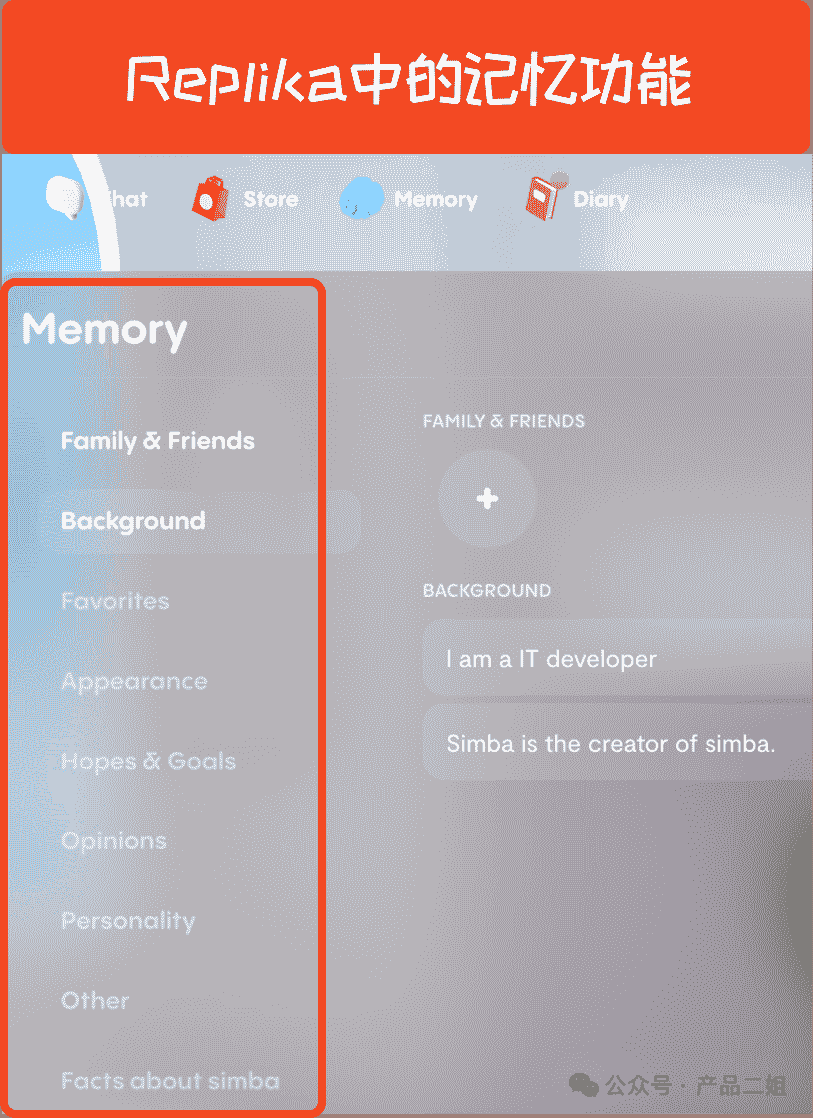 Replika中的记忆功能
hat Store Memory Diary
Memory
Family & Friends
Background
Favorites
Appearance
Hopes & Goals
Opinions
Personality
Other
Facts about simba
FAMILY & FRIENDS
+
BACKGROUND
I am a IT developer
Simba is the creator of simba.
公众号 · 产品二姐